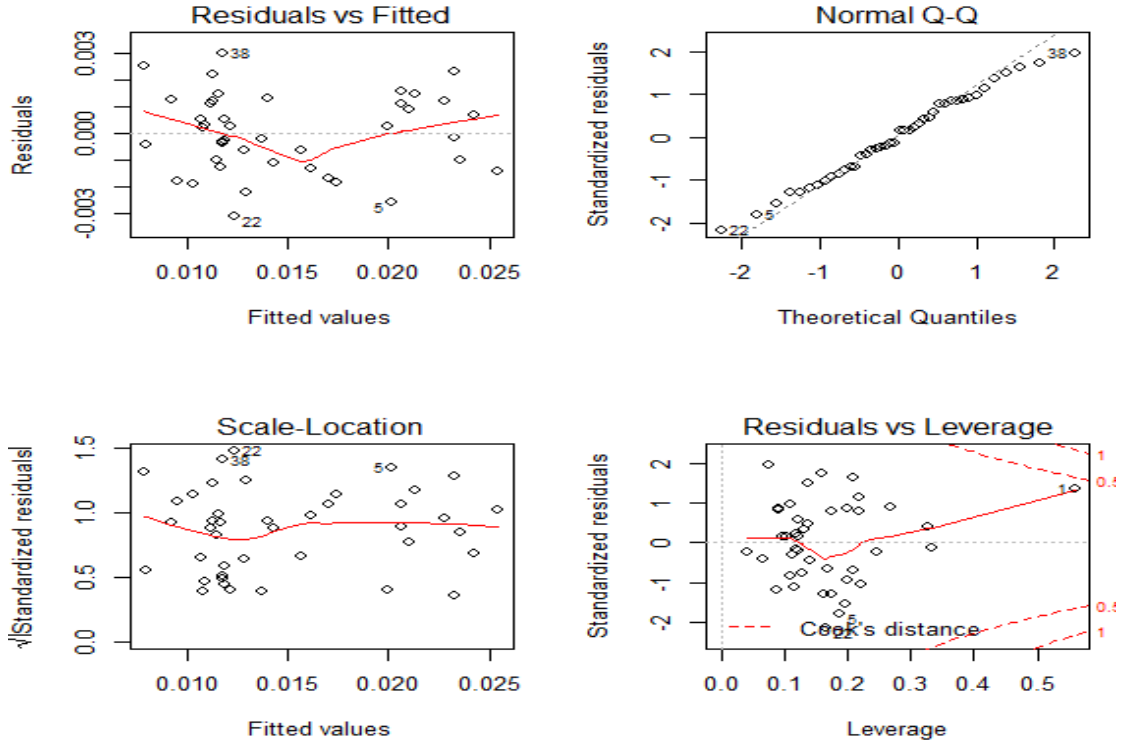 Residuals vs Fitted
Residuals
0.003
0.000
-0.003
38
22
5
0.010 0.015 0.020 0.025
Fitted values
Normal Q-Q
Standardized residuals
2
1
0
-1
-2
38
5
22
-2 -1 0 1 2
Theoretical Quantiles
Scale-Location
√|Standardized residuals|
1.5
1.0
0.5
0.0
22
38
5
0.010 0.015 0.020 0.025
Fitted values
Residuals vs Leverage
Standardized residuals
2
1
0
-1
-2
1
0.5
1
0.5
1
5
22
Cook's distance
0.0 0.1 0.2 0.3 0.4 0.5
Leverage